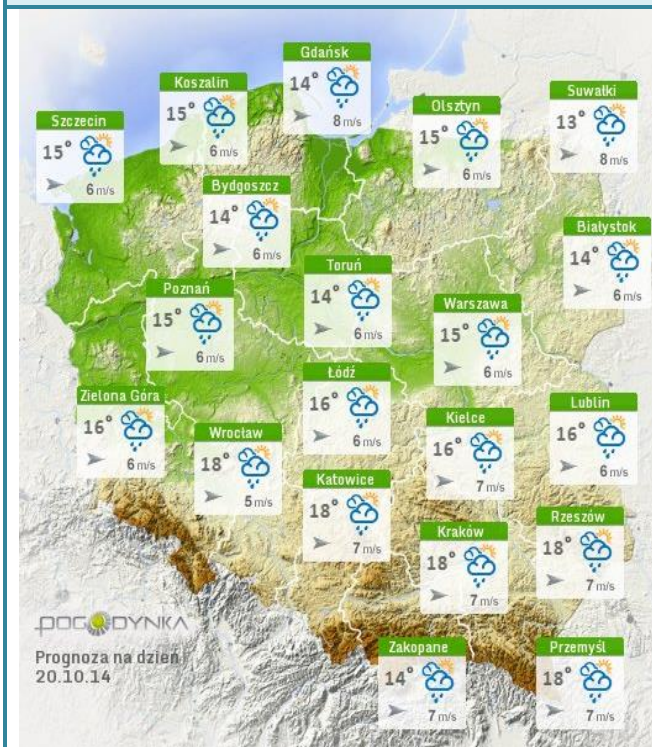 Gdańsk
14°
8 m/s
Koszalin
15°
6 m/s
Suwałki
13°
8 m/s
Olsztyn
15°
6 m/s
Szczecin
15°
6 m/s
Bydgoszcz
14°
6 m/s
Białystok
14°
6 m/s
Toruń
14°
6 m/s
Poznań
15°
6 m/s
Warszawa
15°
6 m/s
Łódź
16°
6 m/s
Zielona Góra
16°
6 m/s
Lublin
16°
6 m/s
Kielce
16°
7 m/s
Wrocław
18°
5 m/s
Katowice
18°
7 m/s
Rzeszów
18°
7 m/s
Kraków
18°
7 m/s
POGODYNKA
Prognoza na dzień
20.10.14
Zakopane
14°
7 m/s
Przemyśl
18°
7 m/s